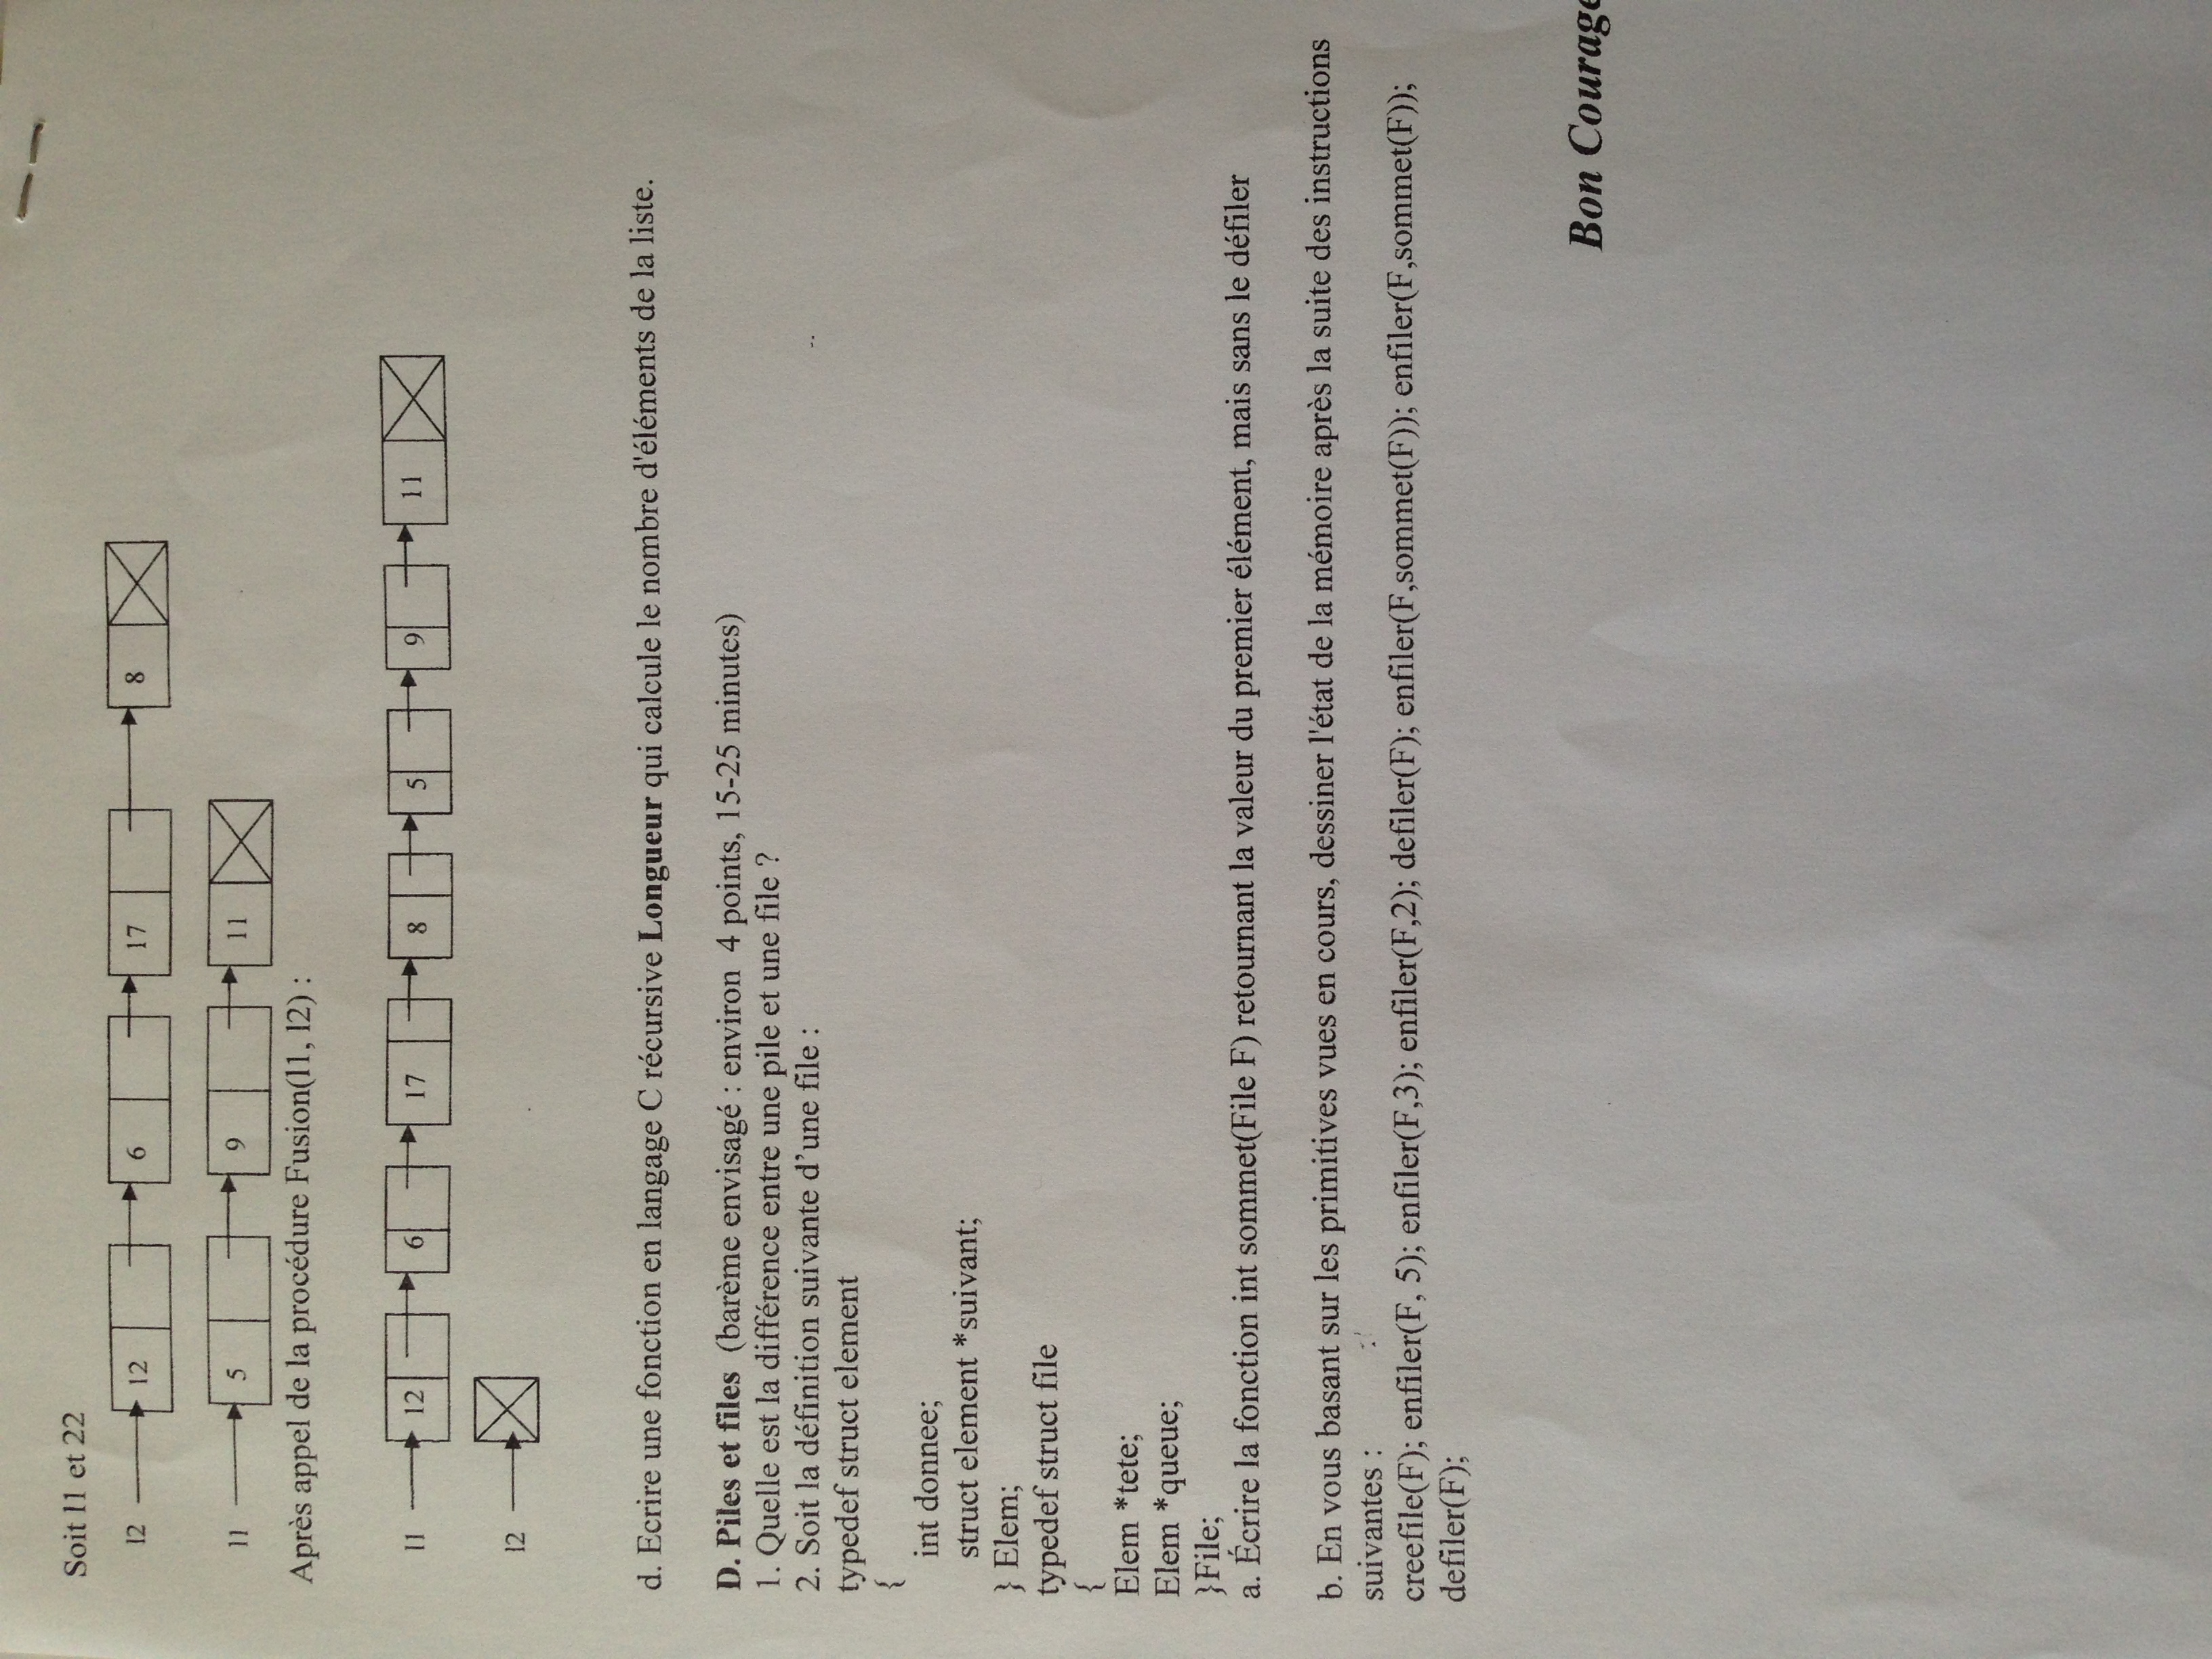 Soit l1 et 22
l2 12 6 17 8
l1 5 9 11
Après appel de la procédure Fusion(l1, l2) :
l1 12 6 17 8 5 9 11
l2
d. Ecrire une fonction en langage C récursive Longueur qui calcule le nombre d'éléments de la liste.
D. Piles et files (barème envisagé : environ 4 points, 15-25 minutes)
1. Quelle est la différence entre une pile et une file ?
2. Soit la définition suivante d’une file :
typedef struct element
{
int donnee;
struct element *suivant;
} Elem;
typedef struct file
{
Elem *tete;
Elem *queue;
}File;
a. Écrire la fonction int sommet(File F) retournant la valeur du premier élément, mais sans le défiler
b. En vous basant sur les primitives vues en cours, dessiner l'état de la mémoire après la suite des instructions
suivantes :
creefile(F); enfiler(F, 5); enfiler(F,3); enfiler(F,2); defiler(F); enfiler(F,sommet(F)); enfiler(F,sommet(F));
defiler(F);
Bon Courage